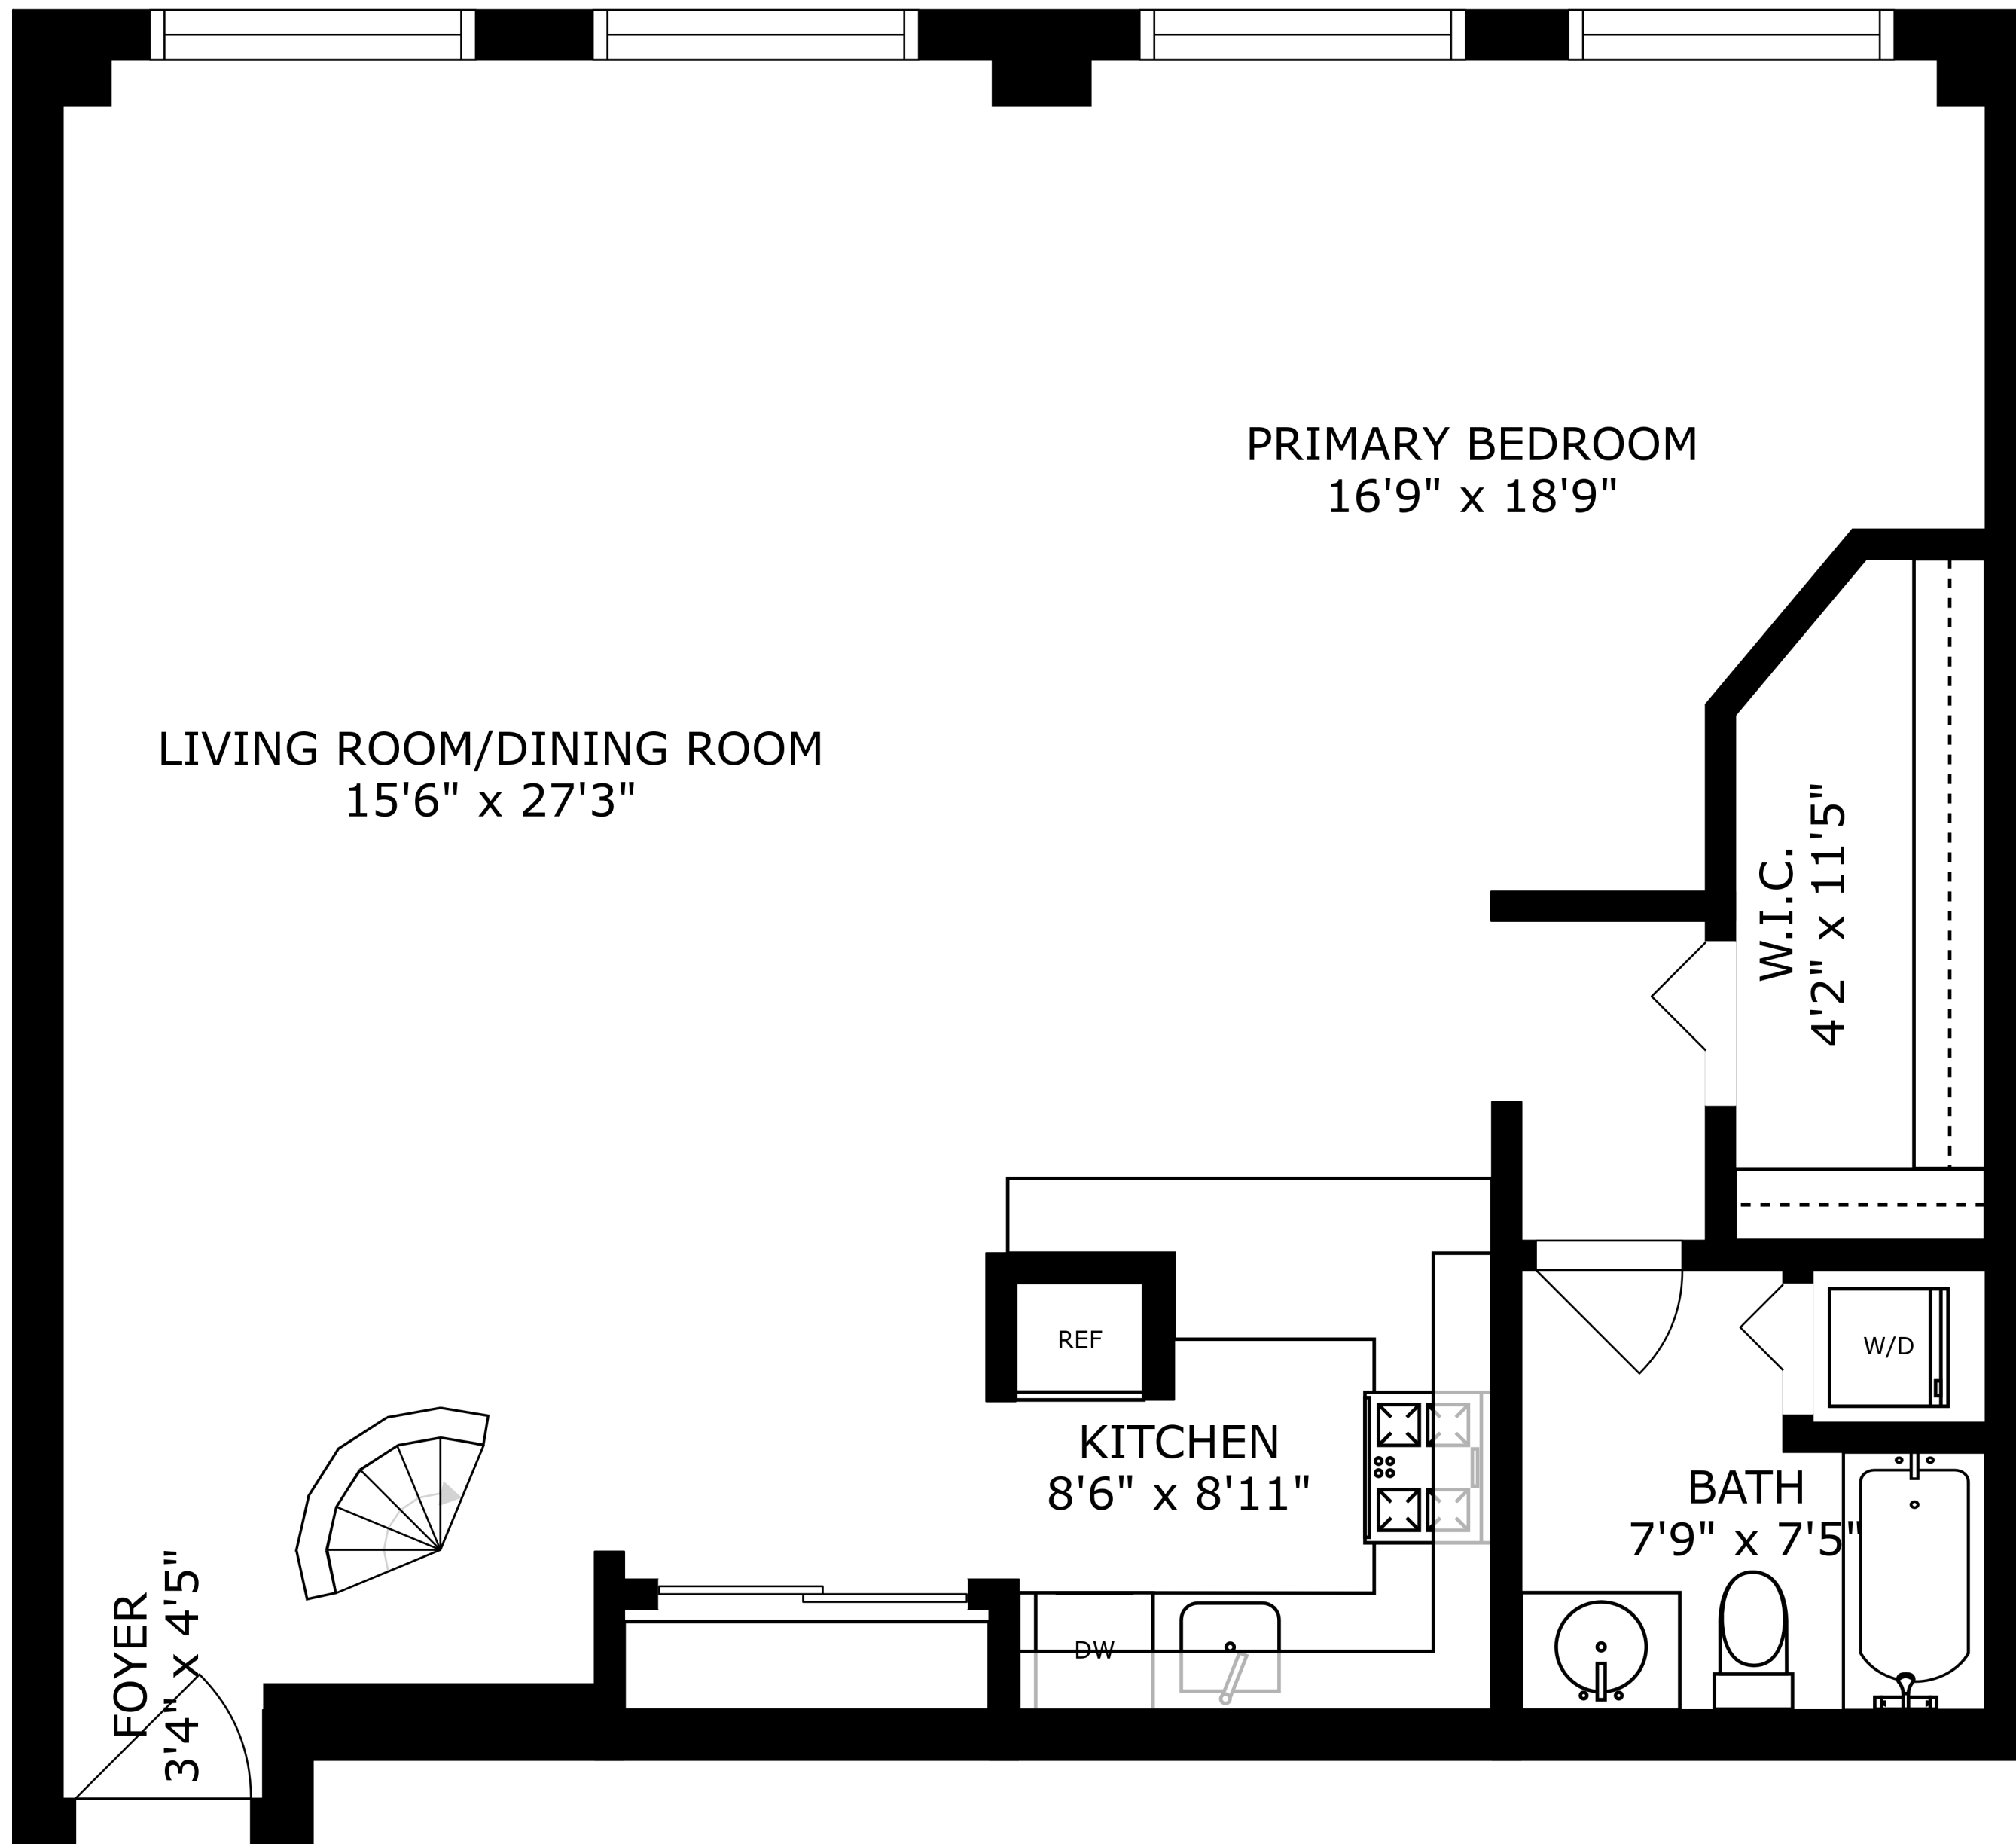 PRIMARY BEDROOM
16'9" x 18'9"
LIVING ROOM/DINING ROOM
15'6" x 27'3"
W.I.C.
4'2" x 11'5"
REF
W/D
KITCHEN
8'6" x 8'11"
BATH
7'9" x 7'5"
FOYER
3'4" x 4'5"
DW